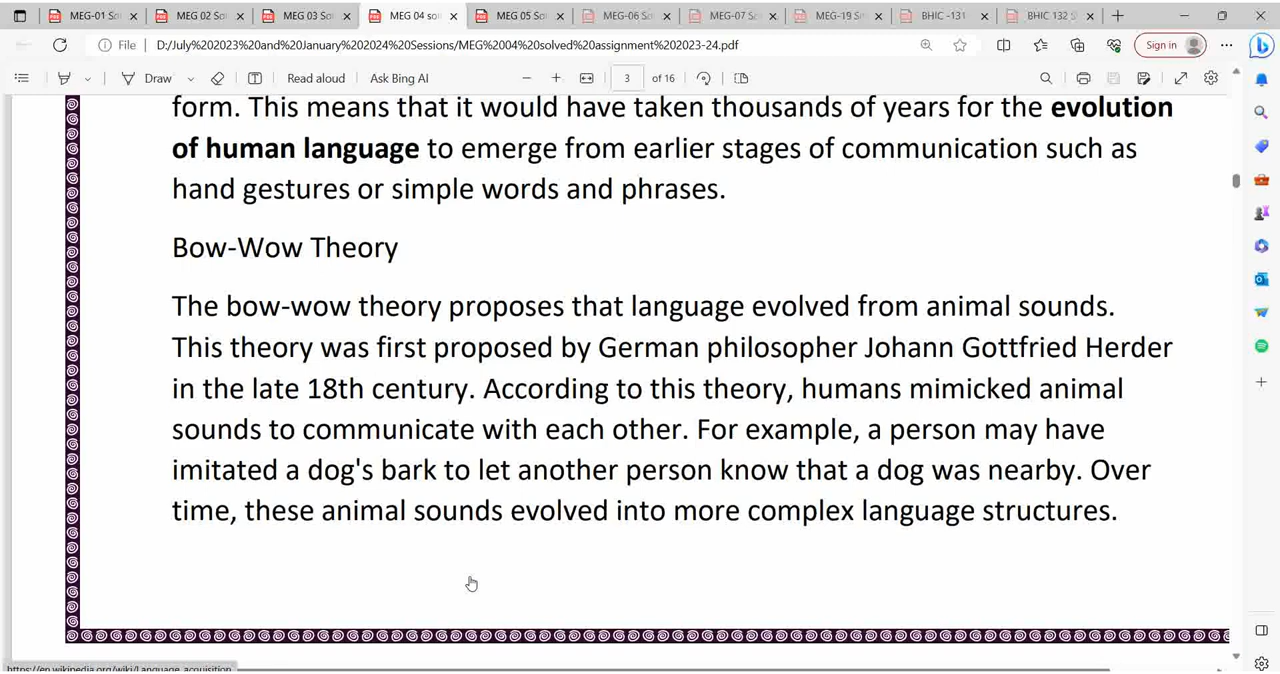 MEG-01 So
MEG 02 So
MEG 03 So
MEG 04 so
MEG 05 So
MEG-06 Sol
MEG-07 So
MEG-19 Si
BHIC -131
BHIC 132 S
File
D:/July%202023%20and%20January%202024%20Sessions/MEG%2004%20solved%20assignment%202023-24.pdf
Sign in
Draw
Read aloud
Ask Bing AI
3
of 16
form. This means that it would have taken thousands of years for the evolution
of human language to emerge from earlier stages of communication such as
hand gestures or simple words and phrases.
Bow-Wow Theory
The bow-wow theory proposes that language evolved from animal sounds.
This theory was first proposed by German philosopher Johann Gottfried Herder
in the late 18th century. According to this theory, humans mimicked animal
sounds to communicate with each other. For example, a person may have
imitated a dog's bark to let another person know that a dog was nearby. Over
time, these animal sounds evolved into more complex language structures.
https://en.wikipedia.org/wiki/Language_acquisition